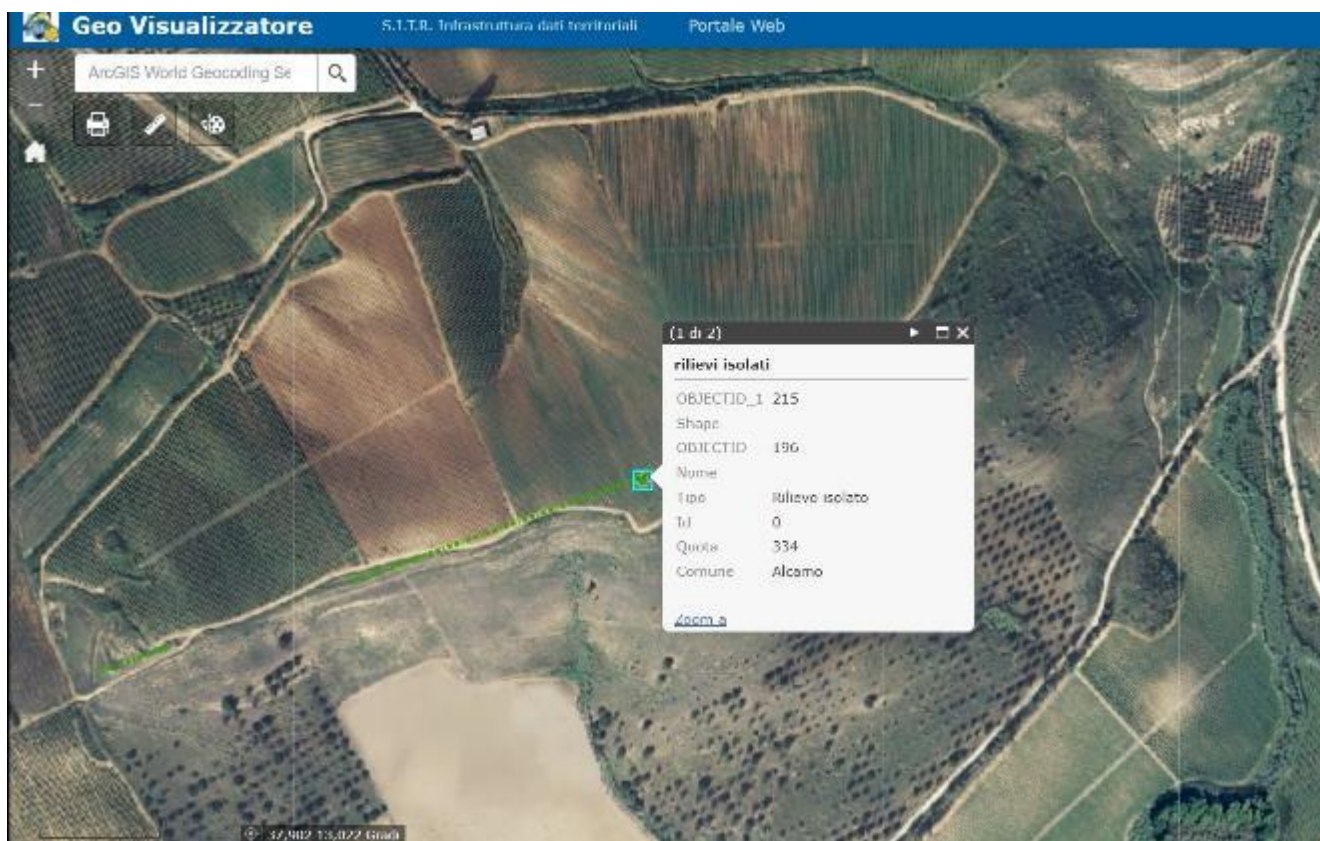 Geo Visualizzatore
S.I.T.R. Infrastruttura dati territoriali
Portale Web
ArcGIS World Geocoding Se
(1 di 2)
rilievi isolati
OBJECTID_1 215
Shape
OBJECTID 196
Nome
Tipo Rilievo isolato
Id 0
Quota 334
Comune Alcamo
Zoom a
37,902 13,022 Gradi